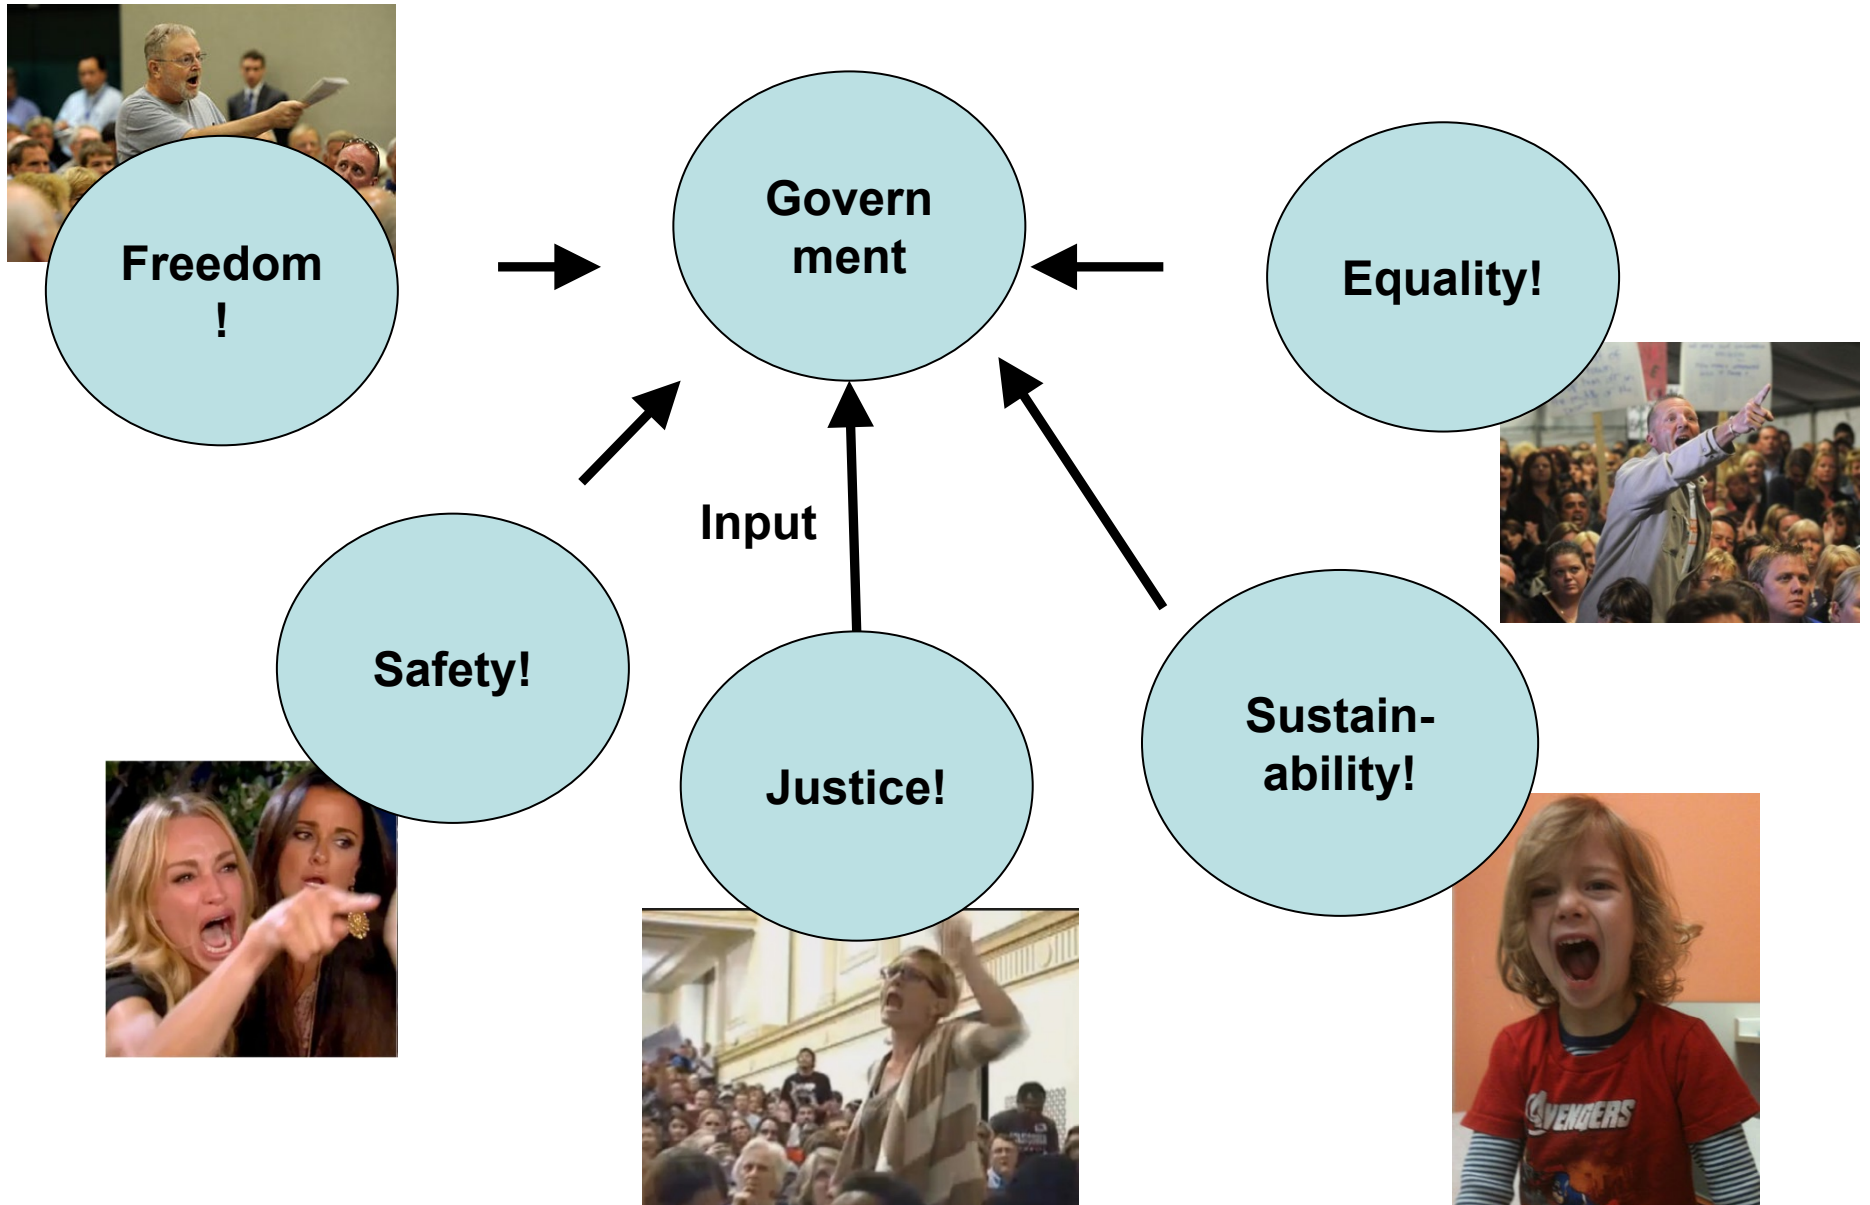 Freedom
!
Govern
ment
Equality!
Input
Safety!
Justice!
Sustain-
ability!
AVENGERS